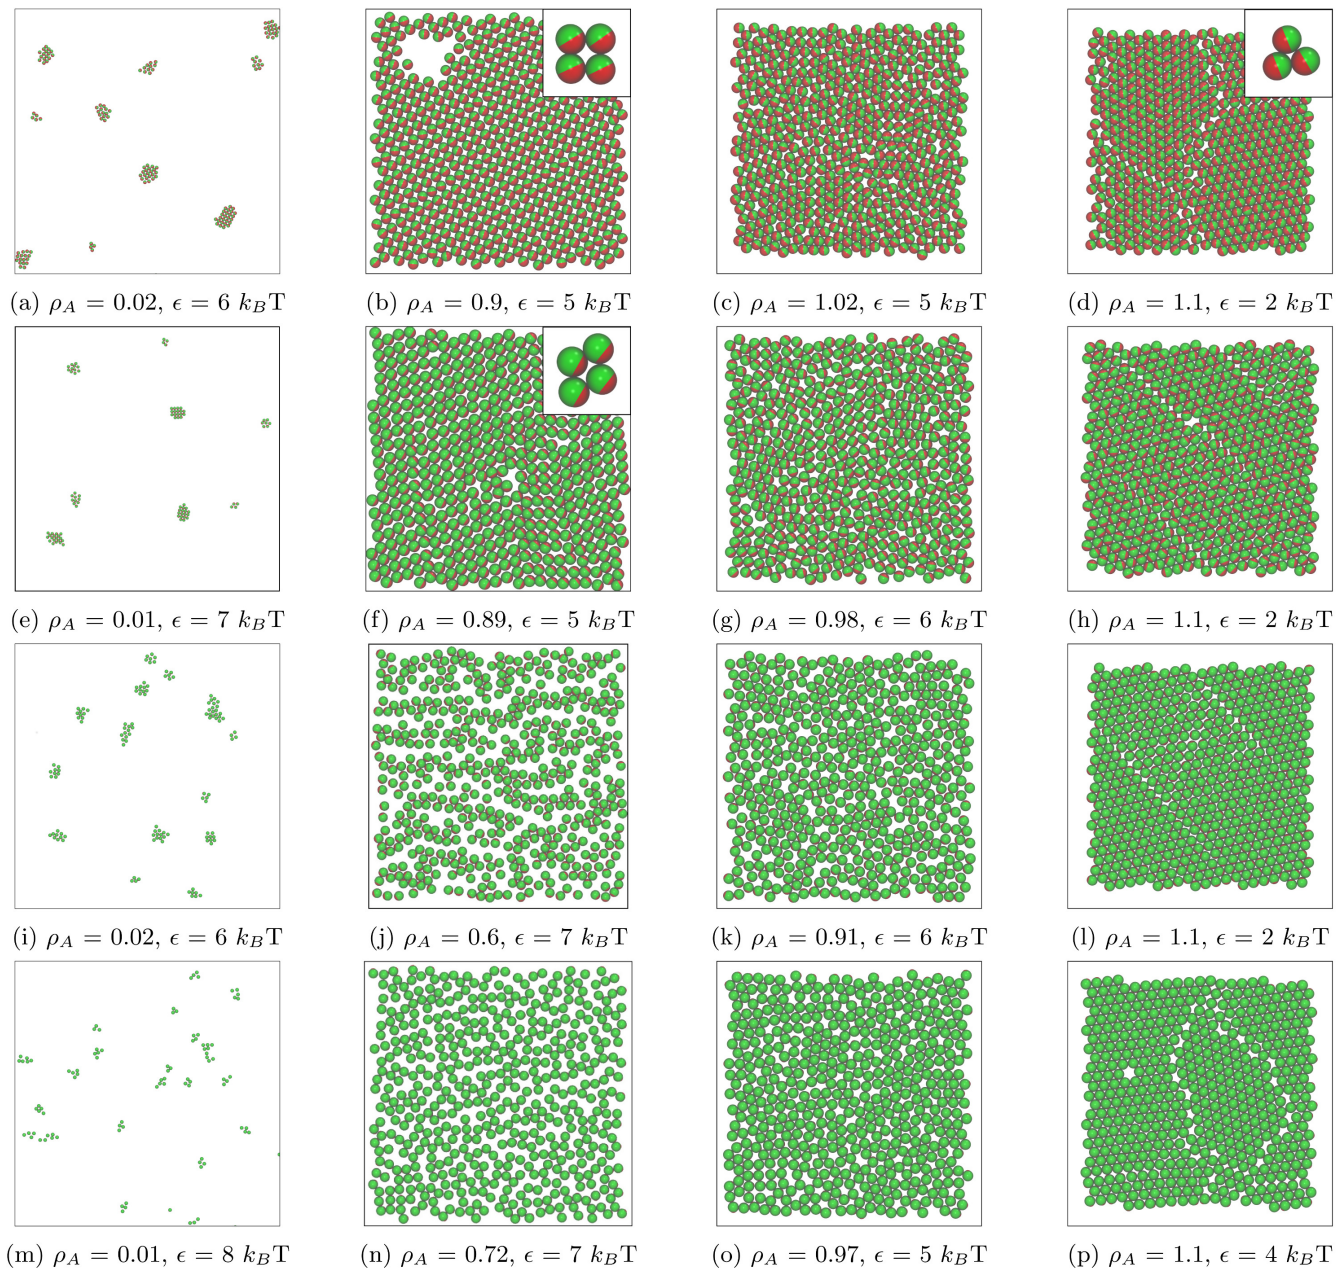 (a) ρ_A = 0.02, ϵ = 6 k_BT
(b) ρ_A = 0.9, ϵ = 5 k_BT
(c) ρ_A = 1.02, ϵ = 5 k_BT
(d) ρ_A = 1.1, ϵ = 2 k_BT
(e) ρ_A = 0.01, ϵ = 7 k_BT
(f) ρ_A = 0.89, ϵ = 5 k_BT
(g) ρ_A = 0.98, ϵ = 6 k_BT
(h) ρ_A = 1.1, ϵ = 2 k_BT
(i) ρ_A = 0.02, ϵ = 6 k_BT
(j) ρ_A = 0.6, ϵ = 7 k_BT
(k) ρ_A = 0.91, ϵ = 6 k_BT
(l) ρ_A = 1.1, ϵ = 2 k_BT
(m) ρ_A = 0.01, ϵ = 8 k_BT
(n) ρ_A = 0.72, ϵ = 7 k_BT
(o) ρ_A = 0.97, ϵ = 5 k_BT
(p) ρ_A = 1.1, ϵ = 4 k_BT